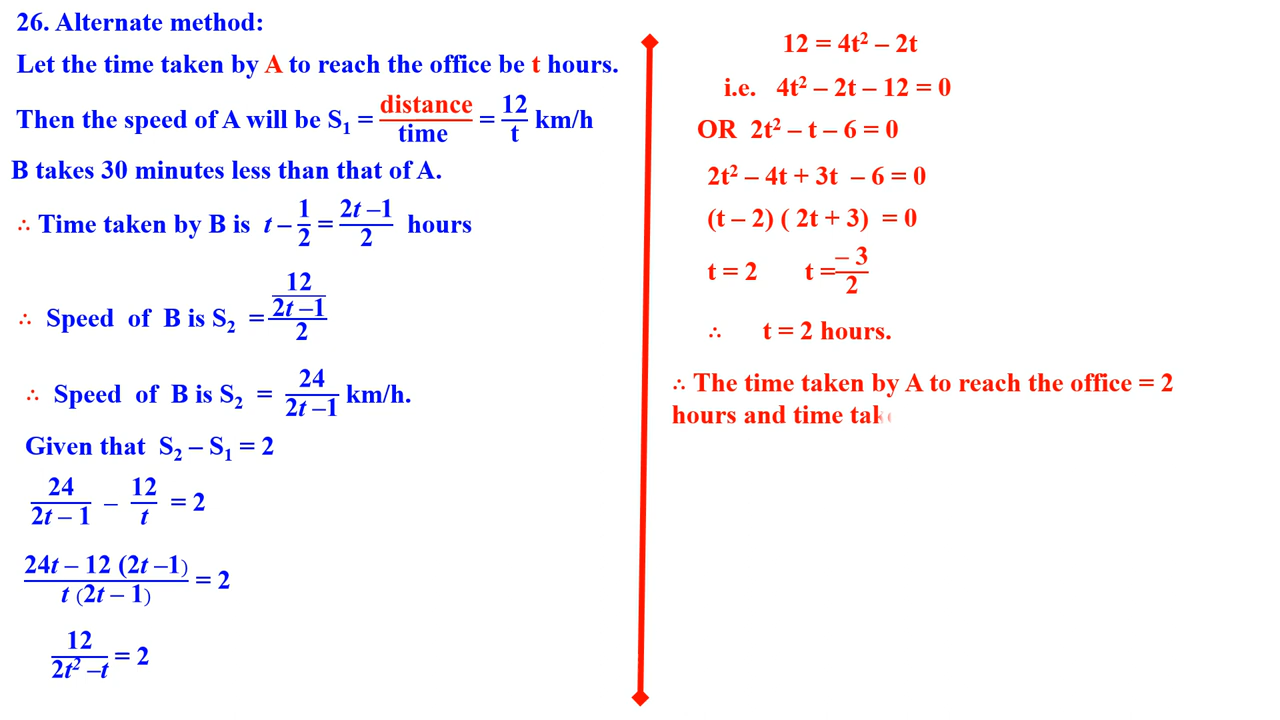 26. Alternate method:
Let the time taken by A to reach the office be t hours.
Then the speed of A will be S₁ = distance/time = 12/t km/h
B takes 30 minutes less than that of A.
∴ Time taken by B is t – 1/2 = 2t –1/2 hours
∴ Speed of B is S₂ = 12/2t –1/2
∴ Speed of B is S₂ = 24/2t –1 km/h.
Given that S₂ – S₁ = 2
24/2t – 1 – 12/t = 2
24t – 12 (2t –1)/t (2t – 1) = 2
12/2t² –t = 2
12 = 4t² – 2t
i.e. 4t² – 2t – 12 = 0
OR 2t² – t – 6 = 0
2t² – 4t + 3t – 6 = 0
(t – 2) ( 2t + 3) = 0
t = 2 t = – 3/2
∴ t = 2 hours.
∴ The time taken by A to reach the office = 2
hours and time tak